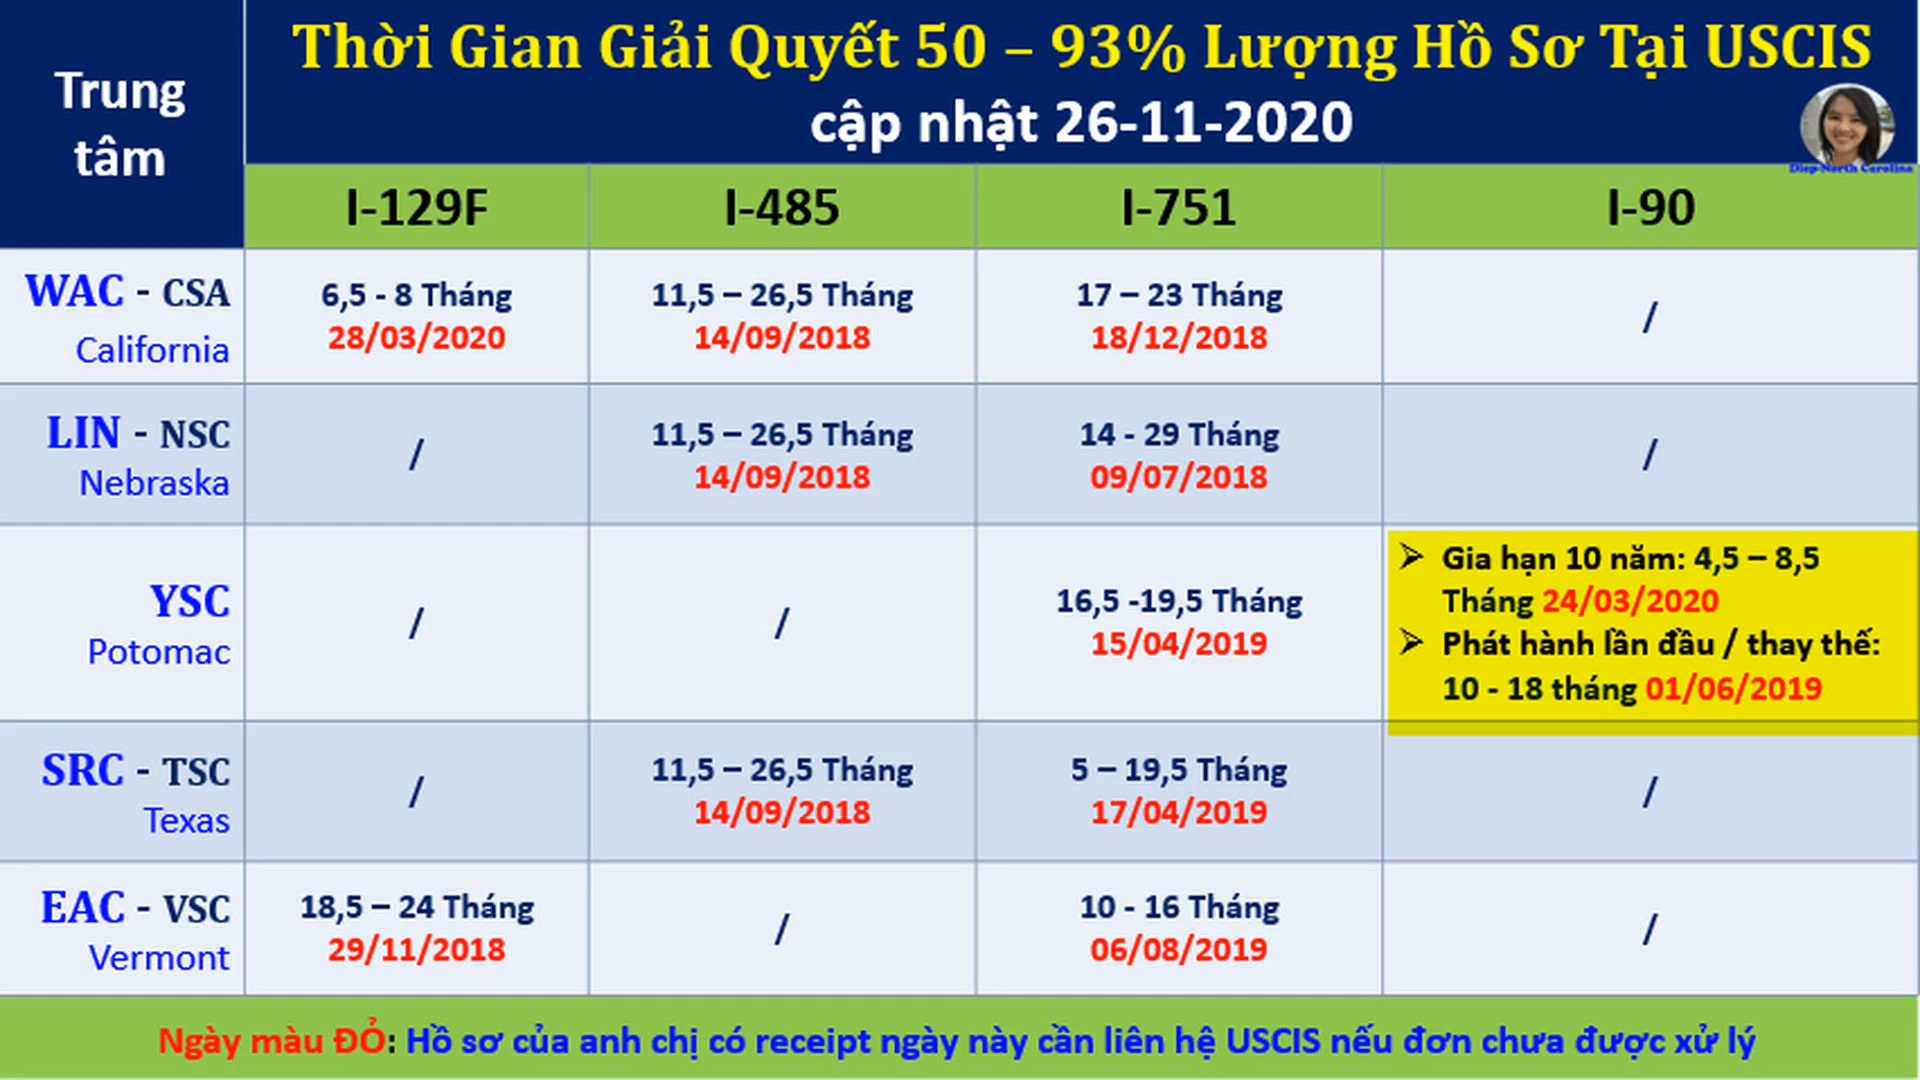 Trung
tâm
Thời Gian Giải Quyết 50 – 93% Lượng Hồ Sơ Tại USCIS
cập nhật 26-11-2020
Diep-North Carolina
I-129F
I-485
I-751
I-90
WAC - CSA
California
6,5 - 8 Tháng
28/03/2020
11,5 – 26,5 Tháng
14/09/2018
17 – 23 Tháng
18/12/2018
/
LIN - NSC
Nebraska
/
11,5 – 26,5 Tháng
14/09/2018
14 - 29 Tháng
09/07/2018
/
YSC
Potomac
/
/
16,5 -19,5 Tháng
15/04/2019
➢ Gia hạn 10 năm: 4,5 – 8,5
Tháng 24/03/2020
➢ Phát hành lần đầu / thay thế:
10 - 18 tháng 01/06/2019
SRC - TSC
Texas
/
11,5 – 26,5 Tháng
14/09/2018
5 – 19,5 Tháng
17/04/2019
/
EAC - VSC
Vermont
18,5 – 24 Tháng
29/11/2018
/
10 - 16 Tháng
06/08/2019
/
Ngày màu ĐỎ: Hồ sơ của anh chị có receipt ngày này cần liên hệ USCIS nếu đơn chưa được xử lý